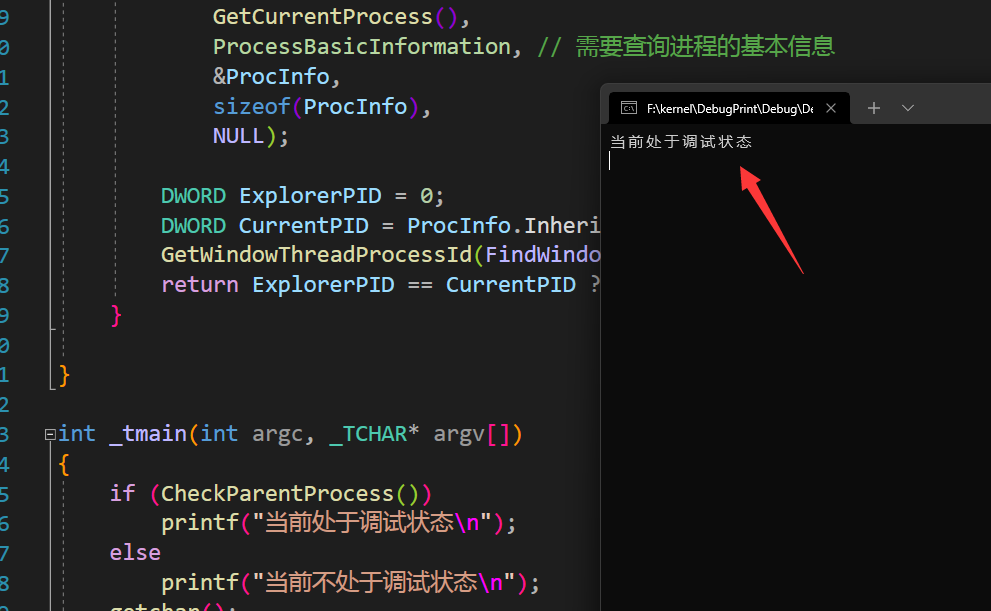 9 GetCurrentProcess(),
0 ProcessBasicInformation, // 需要查询进程的基本信息
1 &ProcInfo,
2 sizeof(ProcInfo),
3 NULL);
4
5 DWORD ExplorerPID = 0;
6 DWORD CurrentPID = ProcInfo.Inheri
7 GetWindowThreadProcessId(FindWindo
8 return ExplorerPID == CurrentPID ?
9 }
0
1 }
2
3 int _tmain(int argc, _TCHAR* argv[])
4 {
5 if (CheckParentProcess())
6 printf("当前处于调试状态\n");
7 else
8 printf("当前不处于调试状态\n");
9 getchar();
F:\kernel\DebugPrint\Debug\De
当前处于调试状态